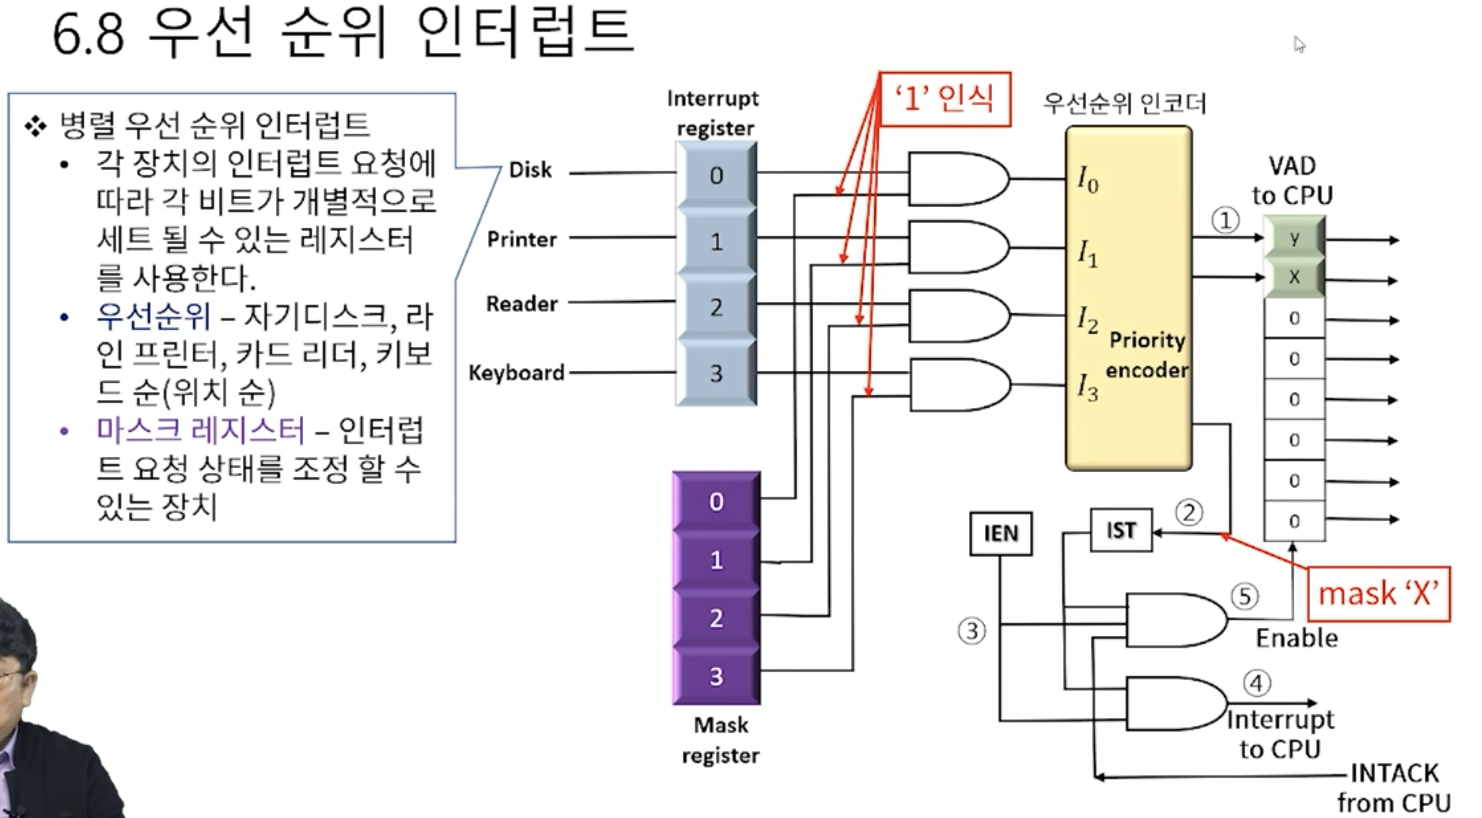 6.8 우선 순위 인터럽트
❖ 병렬 우선 순위 인터럽트
• 각 장치의 인터럽트 요청에
따라 각 비트가 개별적으로
세트 될 수 있는 레지스터
를 사용한다.
• 우선순위 – 자기디스크, 라
인 프린터, 카드 리더, 키보
드 순(위치 순)
• 마스크 레지스터 – 인터럽
트 요청 상태를 조정 할 수
있는 장치
Interrupt
register
Disk
Printer
Reader
Keyboard
0
1
2
3
0
1
2
3
Mask
register
‘1’ 인식
우선순위 인코더
I0
I1
I2
I3
Priority
encoder
VAD
to CPU
①
y
X
0
0
0
0
0
0
IEN
IST
②
mask ‘X’
③
⑤
Enable
④
Interrupt
to CPU
INTACK
from CPU